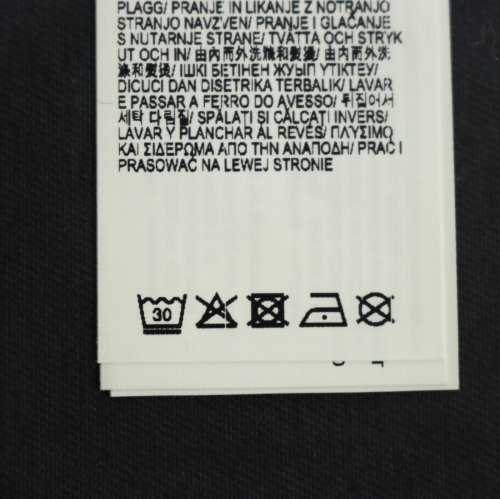 PLAGG/ PRANJE IN LIKANJE Z NOTRANJO
STRANJO NAVZVEN/ PRANJE I GLAČANJE
S NUTARNJE STRANE/ TVÄTTA OCH STRYK
UT OCH IN/ 由內而外洗滌和熨燙/ 由内而外洗
涤和熨烫/ ІШКІ БЕТІНЕН ЖУЫП ҮТІКТЕУ/
DICUCI DAN DISETRIKA TERBALIK/ LAVAR
E PASSAR A FERRO DO AVESSO/ 뒤집어서
세탁 다림질/ SPĂLAȚI ȘI CĂLCAȚI INVERS/
LAVAR Y PLANCHAR AL REVÉS/ ΠΛΥΣΙΜΟ
ΚΑΙ ΣΙΔΕΡΩΜΑ ΑΠΟ ΤΗΝ ΑΝΑΠΟΔΗ/ PRAĆ I
PRASOWAĆ NA LEWEJ STRONIE
30